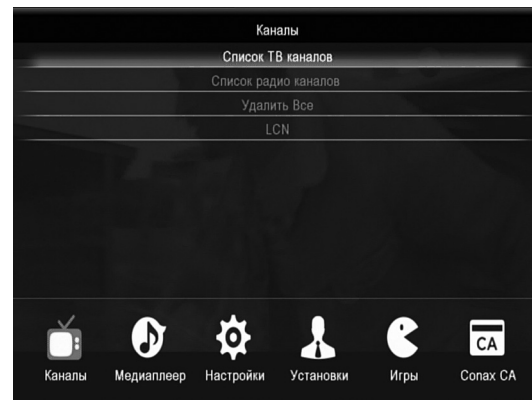 Каналы
Список ТВ каналов
Список радио каналов
Удалить Все
LCN
CA
Каналы Медиаплеер Настройки Установки Игры Conax CA